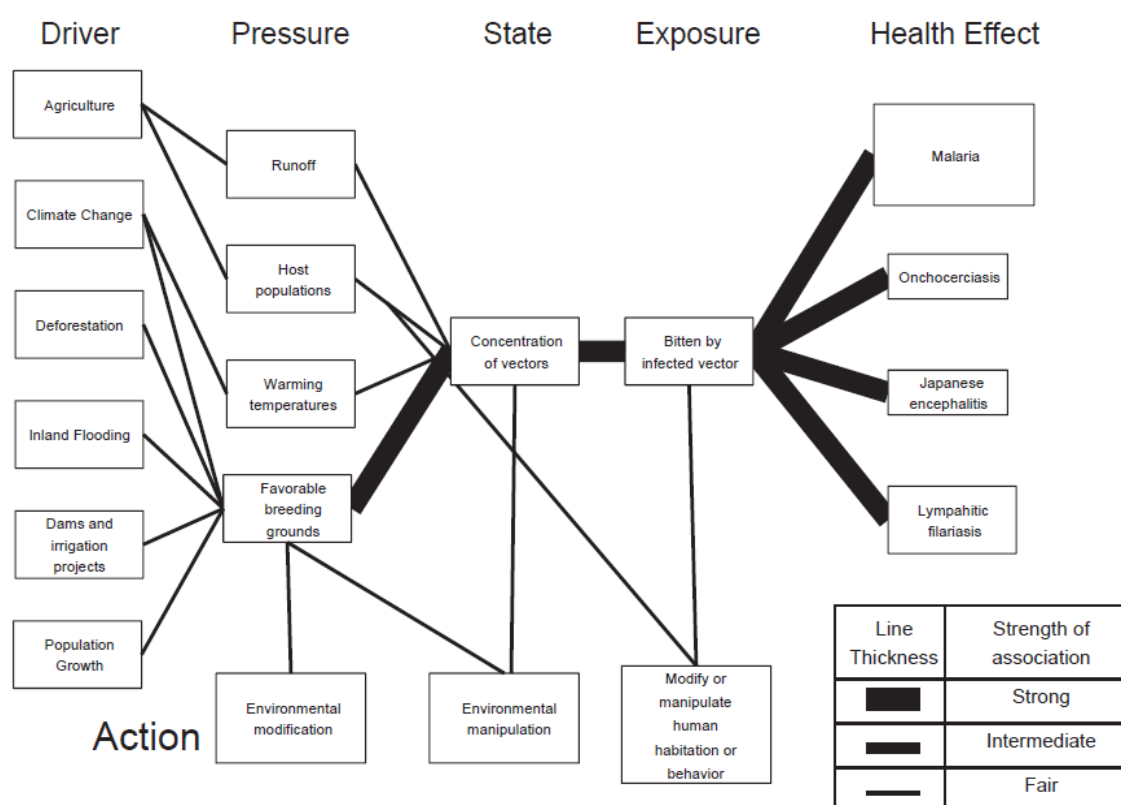 Driver
Pressure
State
Exposure
Health Effect
Agriculture
Climate Change
Deforestation
Inland Flooding
Dams and
irrigation
projects
Population
Growth
Runoff
Host
populations
Warming
temperatures
Favorable
breeding
grounds
Concentration
of vectors
Bitten by
infected vector
Malaria
Onchocerciasis
Japanese
encephalitis
Lympahitic
filariasis
Action
Environmental
modification
Environmental
manipulation
Modify or
manipulate
human
habitation or
behavior
Line
Thickness
Strength of
association
Strong
Intermediate
Fair